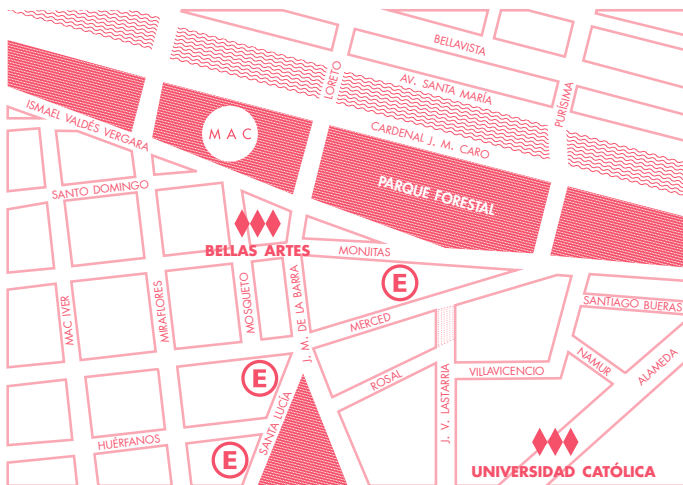 BELLAVISTA
AV. SANTA MARÍA
LORETO
PURÍSIMA
ISMAEL VALDÉS VERGARA
MAC
CARDENAL J. M. CARO
PARQUE FORESTAL
SANTO DOMINGO
BELLAS ARTES
MONJITAS
E
SANTIAGO BUERAS
MAC IVER
MIRAFLORES
MOSQUETO
J. M. DE LA BARRA
MERCED
E
ROSAL
VILLAVICENCIO
NAMUR
ALAMEDA
J. V. LASTARRIA
SANTA LUCÍA
HUÉRFANOS
E
UNIVERSIDAD CATÓLICA